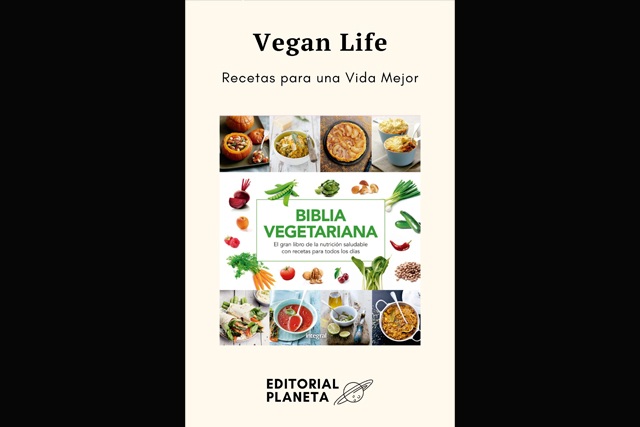 Vegan Life
Recetas para una Vida Mejor
BIBLIA
VEGETARIANA
El gran libro de la nutrición saludable
con recetas para todos los días
integral
EDITORIAL
PLANETA